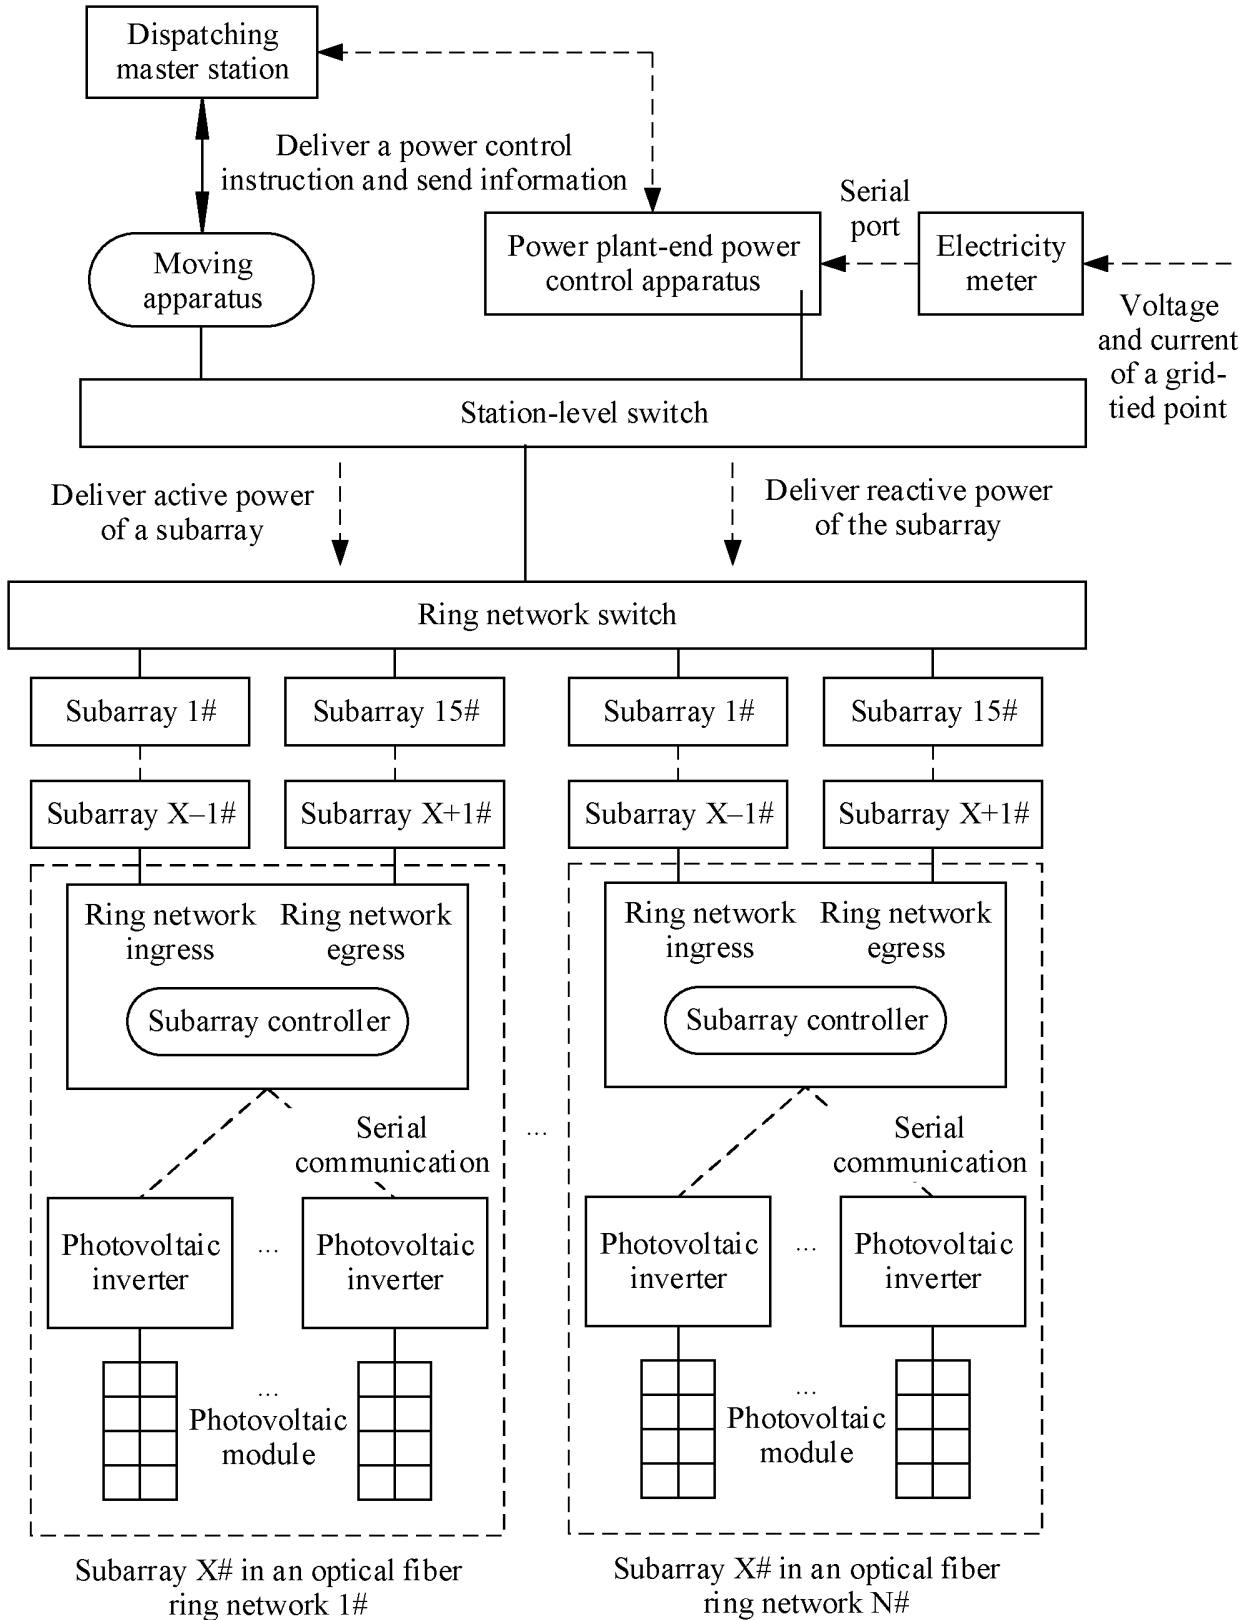 Dispatching
master station
Deliver a power control
instruction and send information
Serial
port
Moving
apparatus
Power plant-end power
control apparatus
Electricity
meter
Voltage
and current
of a grid-
tied point
Station-level switch
Deliver active power
of a subarray
Deliver reactive power
of the subarray
Ring network switch
Subarray 1#
Subarray 15#
Subarray 1#
Subarray 15#
Subarray X–1#
Subarray X+1#
Subarray X–1#
Subarray X+1#
Ring network
ingress
Ring network
egress
Ring network
ingress
Ring network
egress
Subarray controller
Subarray controller
Serial
communication
...
Serial
communication
Photovoltaic
inverter
...
Photovoltaic
inverter
Photovoltaic
inverter
...
Photovoltaic
inverter
...
Photovoltaic
module
...
Photovoltaic
module
Subarray X# in an optical fiber
ring network 1#
Subarray X# in an optical fiber
ring network N#